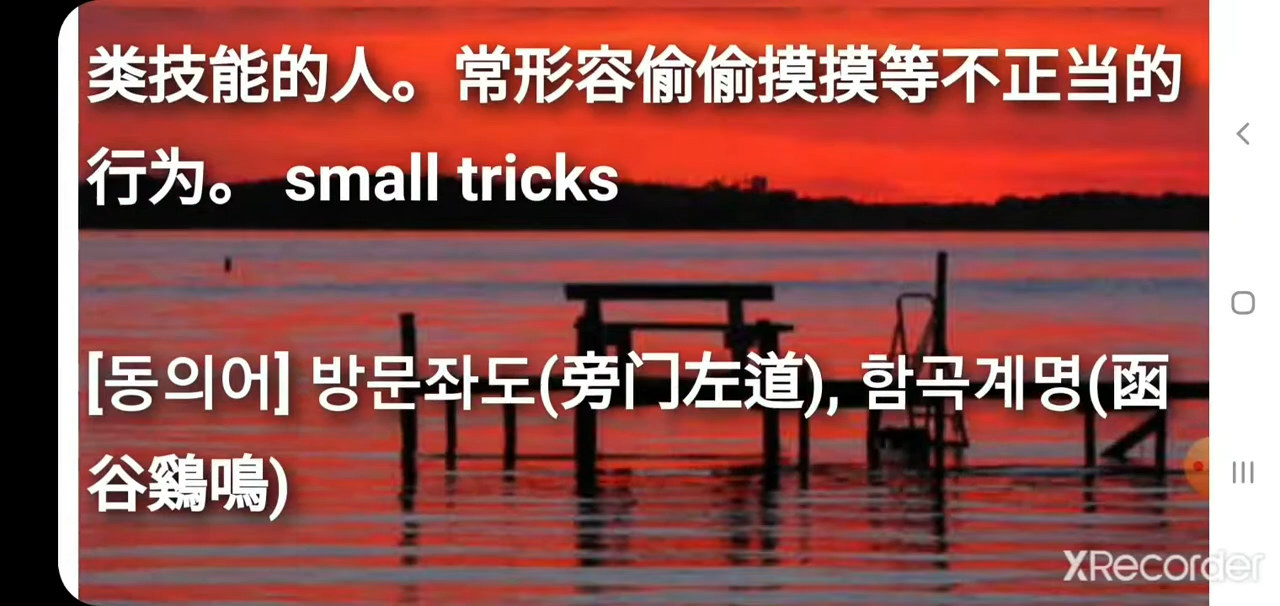 类技能的人。常形容偷偷摸摸等不正当的
行为。 small tricks
[동의어] 방문좌도(旁门左道), 함곡계명(函
谷鷄鳴)
XRecorder